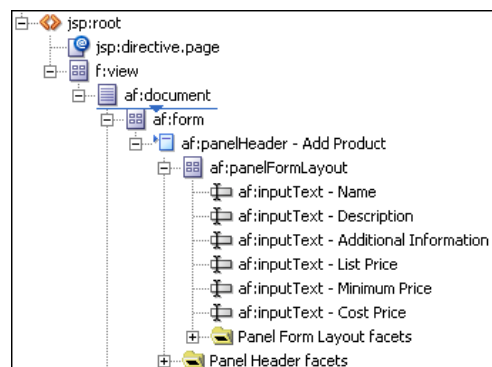 jsp:root
jsp:directive.page
f:view
af:document
af:form
af:panelHeader - Add Product
af:panelFormLayout
af:inputText - Name
af:inputText - Description
af:inputText - Additional Information
af:inputText - List Price
af:inputText - Minimum Price
af:inputText - Cost Price
Panel Form Layout facets
Panel Header facets